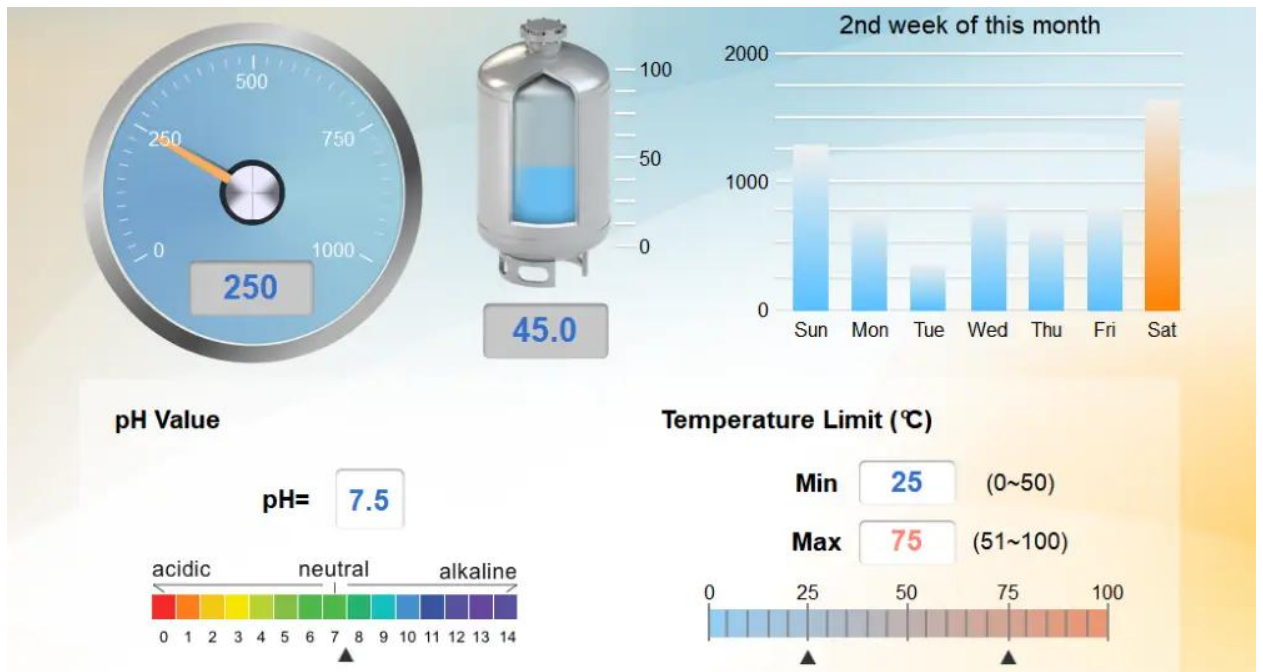 500
250
750
0
1000
250
100
50
0
45.0
2nd week of this month
2000
1000
0
Sun Mon Tue Wed Thu Fri Sat
pH Value
pH= 7.5
acidic neutral alkaline
0 1 2 3 4 5 6 7 8 9 10 11 12 13 14
Temperature Limit (°C)
Min 25 (0~50)
Max 75 (51~100)
0 25 50 75 100